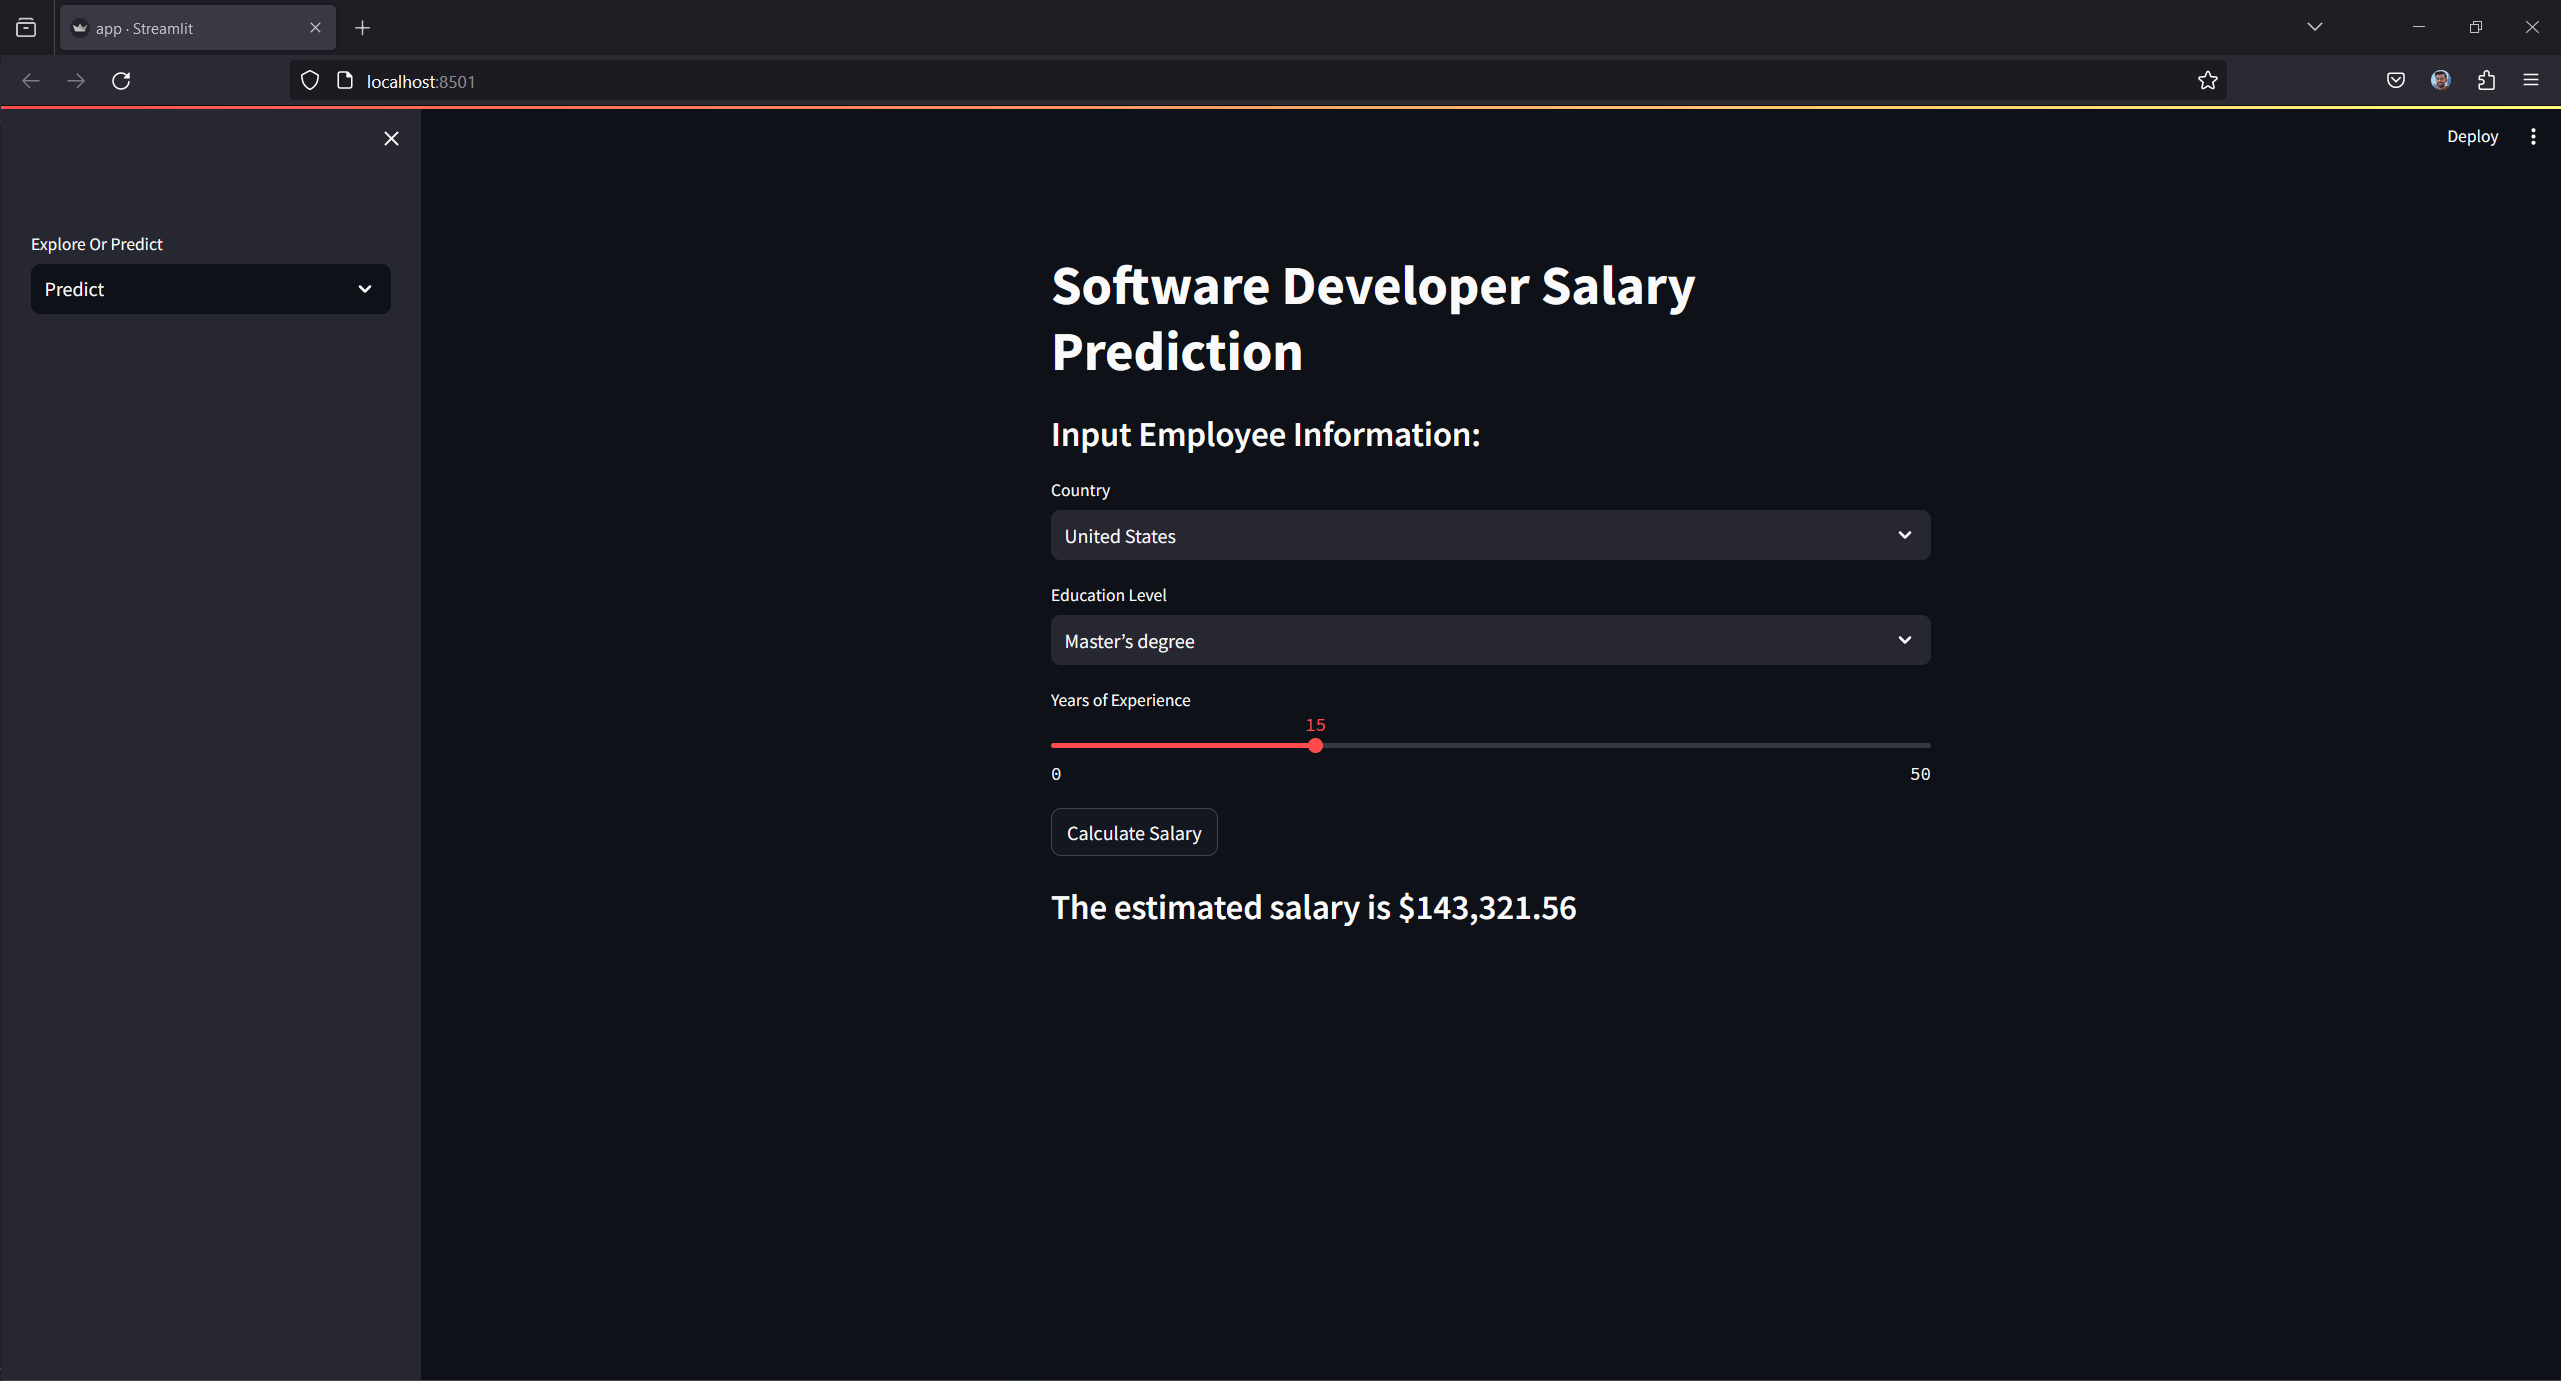 app · Streamlit
localhost:8501
Deploy
Explore Or Predict
Predict
Software Developer Salary
Prediction
Input Employee Information:
Country
United States
Education Level
Master’s degree
Years of Experience
15
0 50
Calculate Salary
The estimated salary is $143,321.56